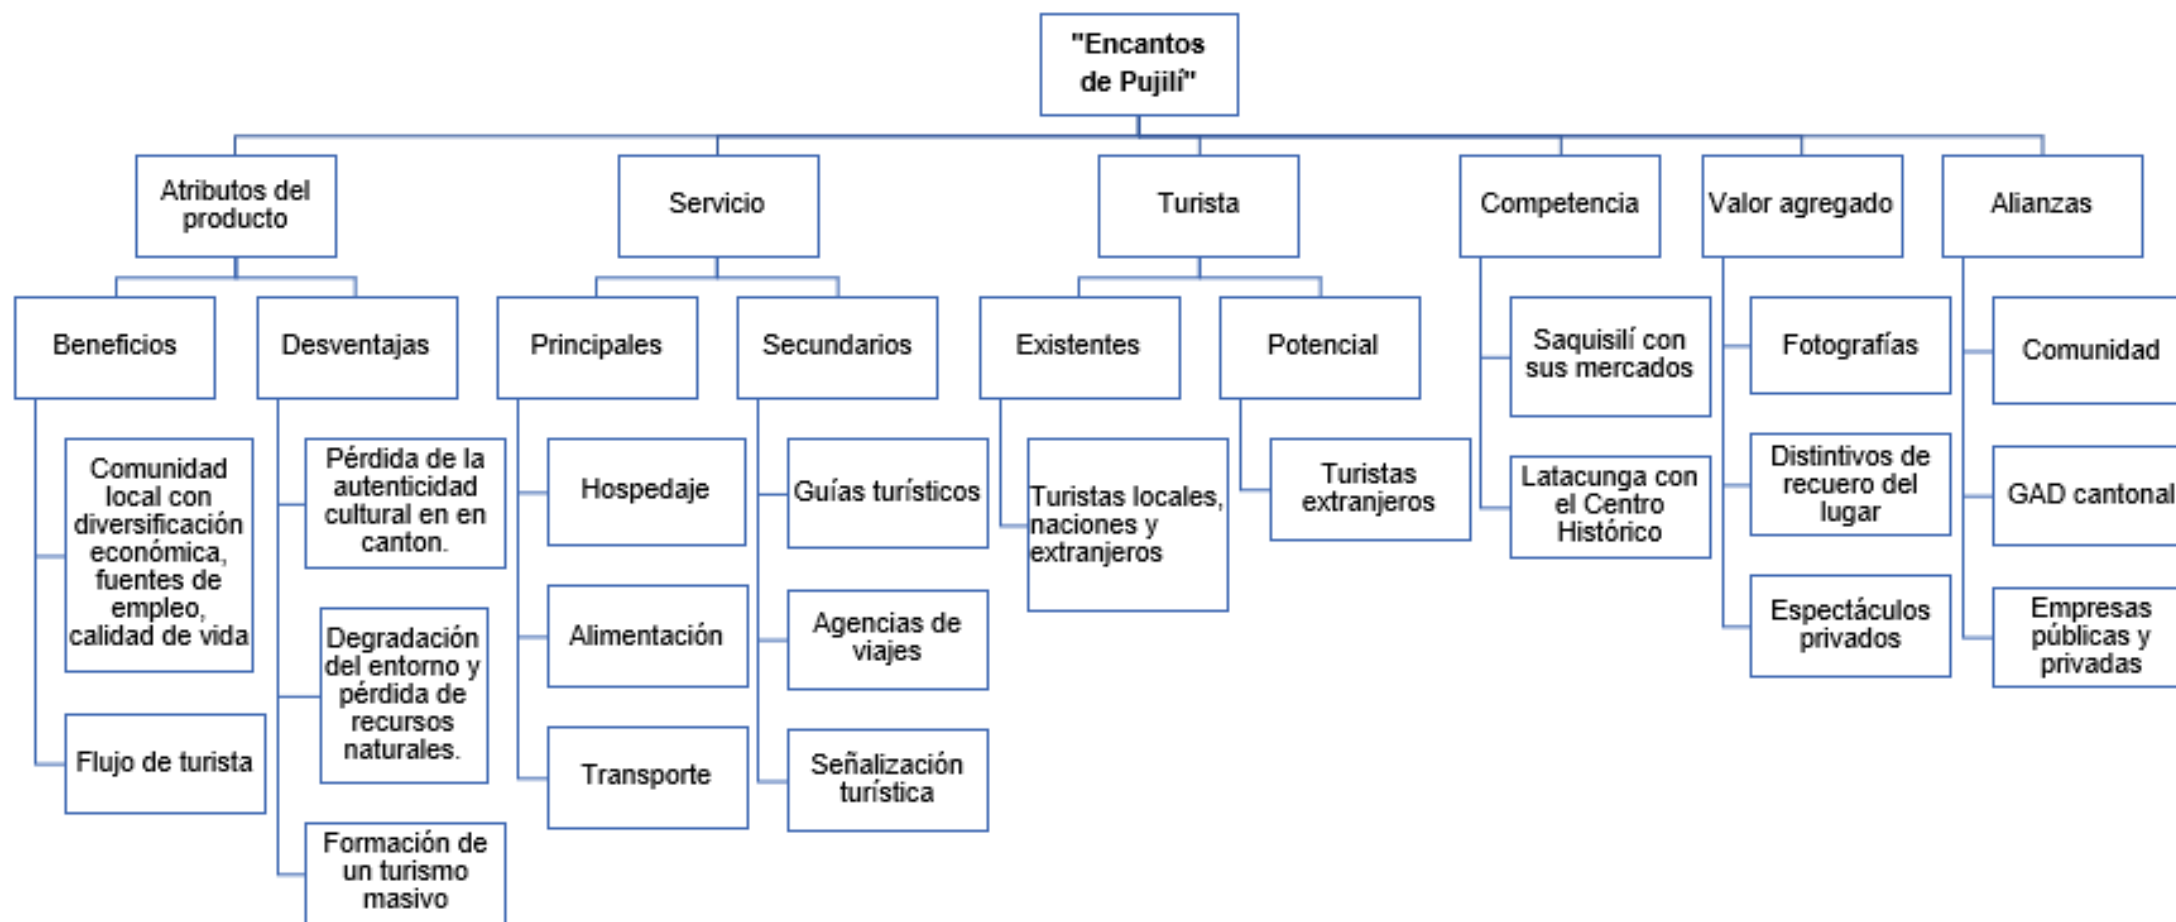 "Encantos
de Pujilí"
Atributos del
producto
Servicio
Turista
Competencia
Valor agregado
Alianzas
Beneficios
Desventajas
Principales
Secundarios
Existentes
Potencial
Comunidad
local con
diversificación
económica,
fuentes de
empleo,
calidad de vida
Flujo de turista
Pérdida de la
autenticidad
cultural en en
canton.
Degradación
del entorno y
pérdida de
recursos
naturales.
Formación de
un turismo
masivo
Hospedaje
Alimentación
Transporte
Guías turísticos
Agencias de
viajes
Señalización
turística
Turistas locales,
naciones y
extranjeros
Turistas
extranjeros
Saquisilí con
sus mercados
Latacunga con
el Centro
Histórico
Fotografías
Distintivos de
recuero del
lugar
Espectáculos
privados
Comunidad
GAD cantonal
Empresas
públicas y
privadas